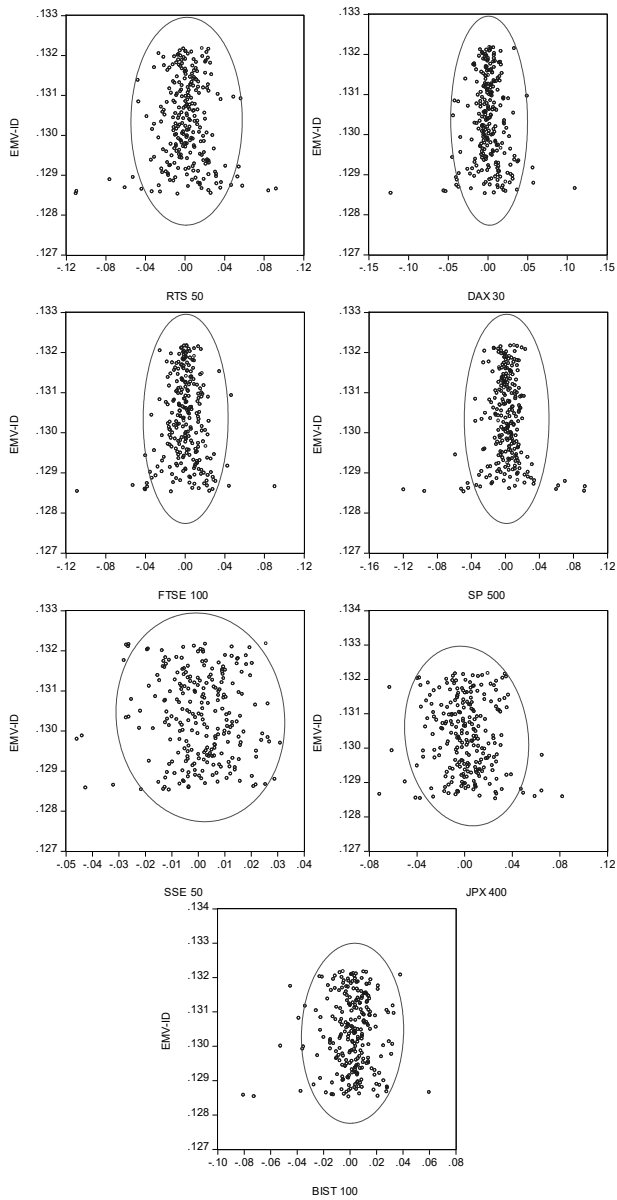 .133 .133
.132 .132
.131 .131
EMV-ID .130 EMV-ID .130
.129 .129
.128 .128
.127 .127
-.12 -.08 -.04 .00 .04 .08 .12 -.15 -.10 -.05 .00 .05 .10 .15
RTS 50 DAX 30
.133 .133
.132 .132
.131 .131
EMV-ID .130 EMV-ID .130
.129 .129
.128 .128
.127 .127
-.12 -.08 -.04 .00 .04 .08 .12 -.16 -.12 -.08 -.04 .00 .04 .08 .12
FTSE 100 SP 500
.133 .134
.132 .133
.131 .132
.131
EMV-ID .130 EMV-ID .130
.129 .129
.128 .128
.127 .127
-.05 -.04 -.03 -.02 -.01 .00 .01 .02 .03 .04 -.08 -.04 .00 .04 .08 .12
SSE 50 JPX 400
.134
.133
.132
.131
EMV-ID .130
.129
.128
.127
-.10 -.08 -.06 -.04 -.02 .00 .02 .04 .06 .08
BIST 100